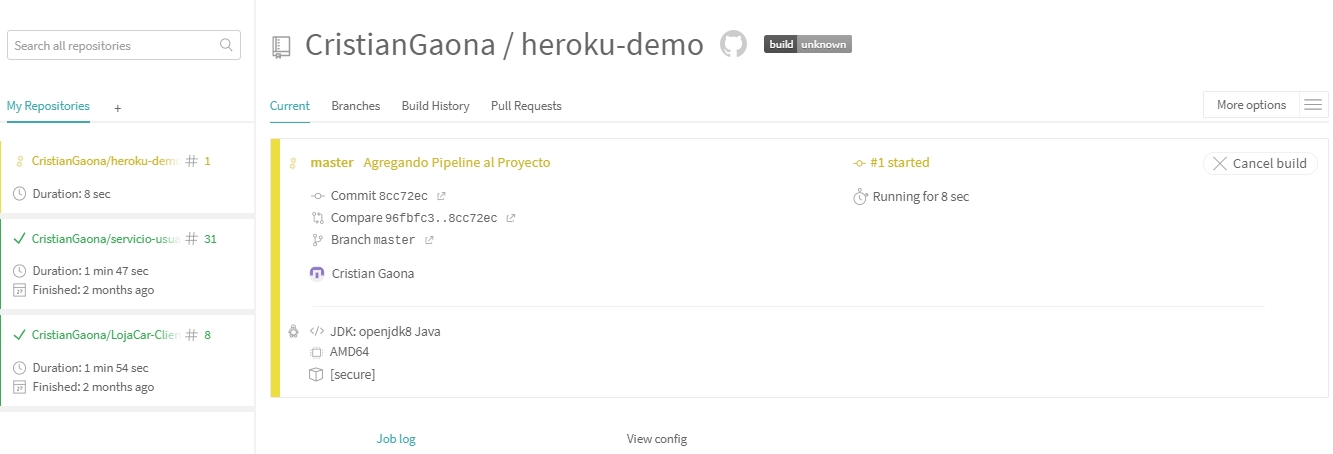 Search all repositories
My Repositories +
CristianGaona/heroku-demo # 1
Duration: 8 sec
CristianGaona/servicio-usua # 31
Duration: 1 min 47 sec
Finished: 2 months ago
CristianGaona/LojaCar-Clien # 8
Duration: 1 min 54 sec
Finished: 2 months ago
CristianGaona / heroku-demo build unknown
Current Branches Build History Pull Requests More options
master Agregando Pipeline al Proyecto
Commit 8cc72ec
Compare 96fbfc3..8cc72ec
Branch master
Cristian Gaona
#1 started
Running for 8 sec
Cancel build
JDK: openjdk8 Java
AMD64
[secure]
Job log View config